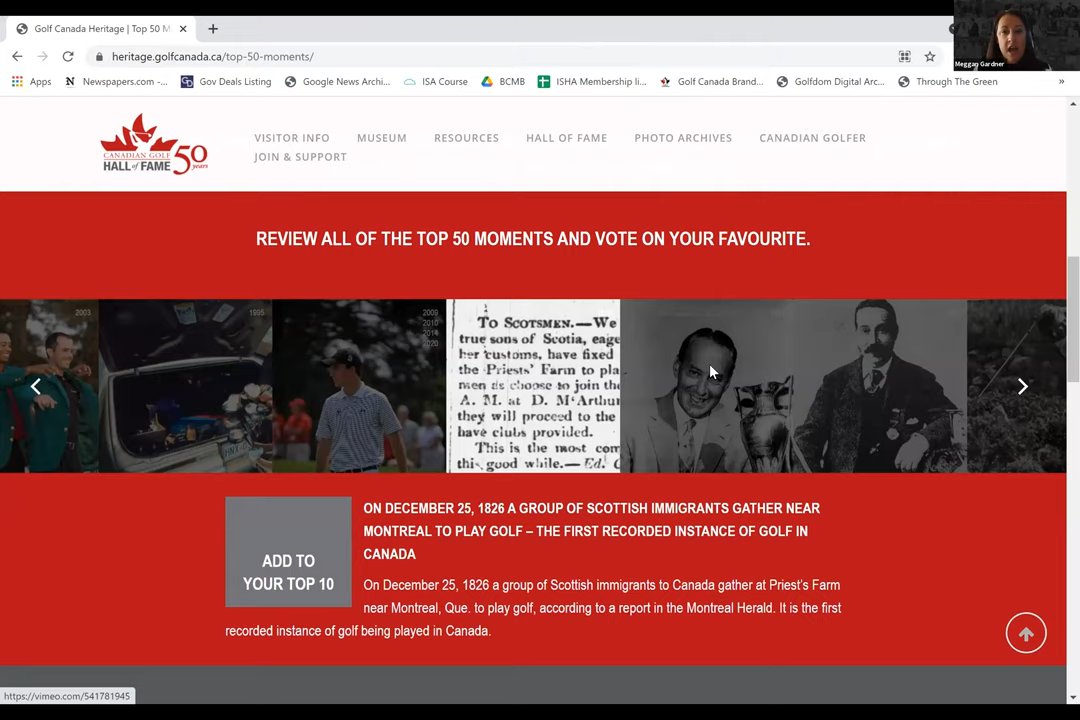 Golf Canada Heritage | Top 50 M
heritage.golfcanada.ca/top-50-moments/
Meggan Gardner
Apps
Newspapers.com -...
Gov Deals Listing
Google News Archi...
ISA Course
BCMB
ISHA Membership li...
Golf Canada Brand...
Golfdom Digital Arc...
Through The Green
»
CANADIAN GOLF
HALL of FAME
50
years
VISITOR INFO
MUSEUM
RESOURCES
HALL OF FAME
PHOTO ARCHIVES
CANADIAN GOLFER
JOIN & SUPPORT
REVIEW ALL OF THE TOP 50 MOMENTS AND VOTE ON YOUR FAVOURITE.
2003
1995
2009
2010
2014
2020
To Scotsmen.—We
true sons of Scotia, eage
her customs, have fixed
the Priests' Farm to pla
men as choose to join the
A. M. at D. M'Arthur
they will proceed to the
have clubs provided.
This is the most com
this good while.—Ed. C
ADD TO
YOUR TOP 10
ON DECEMBER 25, 1826 A GROUP OF SCOTTISH IMMIGRANTS GATHER NEAR
MONTREAL TO PLAY GOLF – THE FIRST RECORDED INSTANCE OF GOLF IN
CANADA
On December 25, 1826 a group of Scottish immigrants to Canada gather at Priest's Farm
near Montreal, Que. to play golf, according to a report in the Montreal Herald. It is the first
recorded instance of golf being played in Canada.
https://vimeo.com/541781945